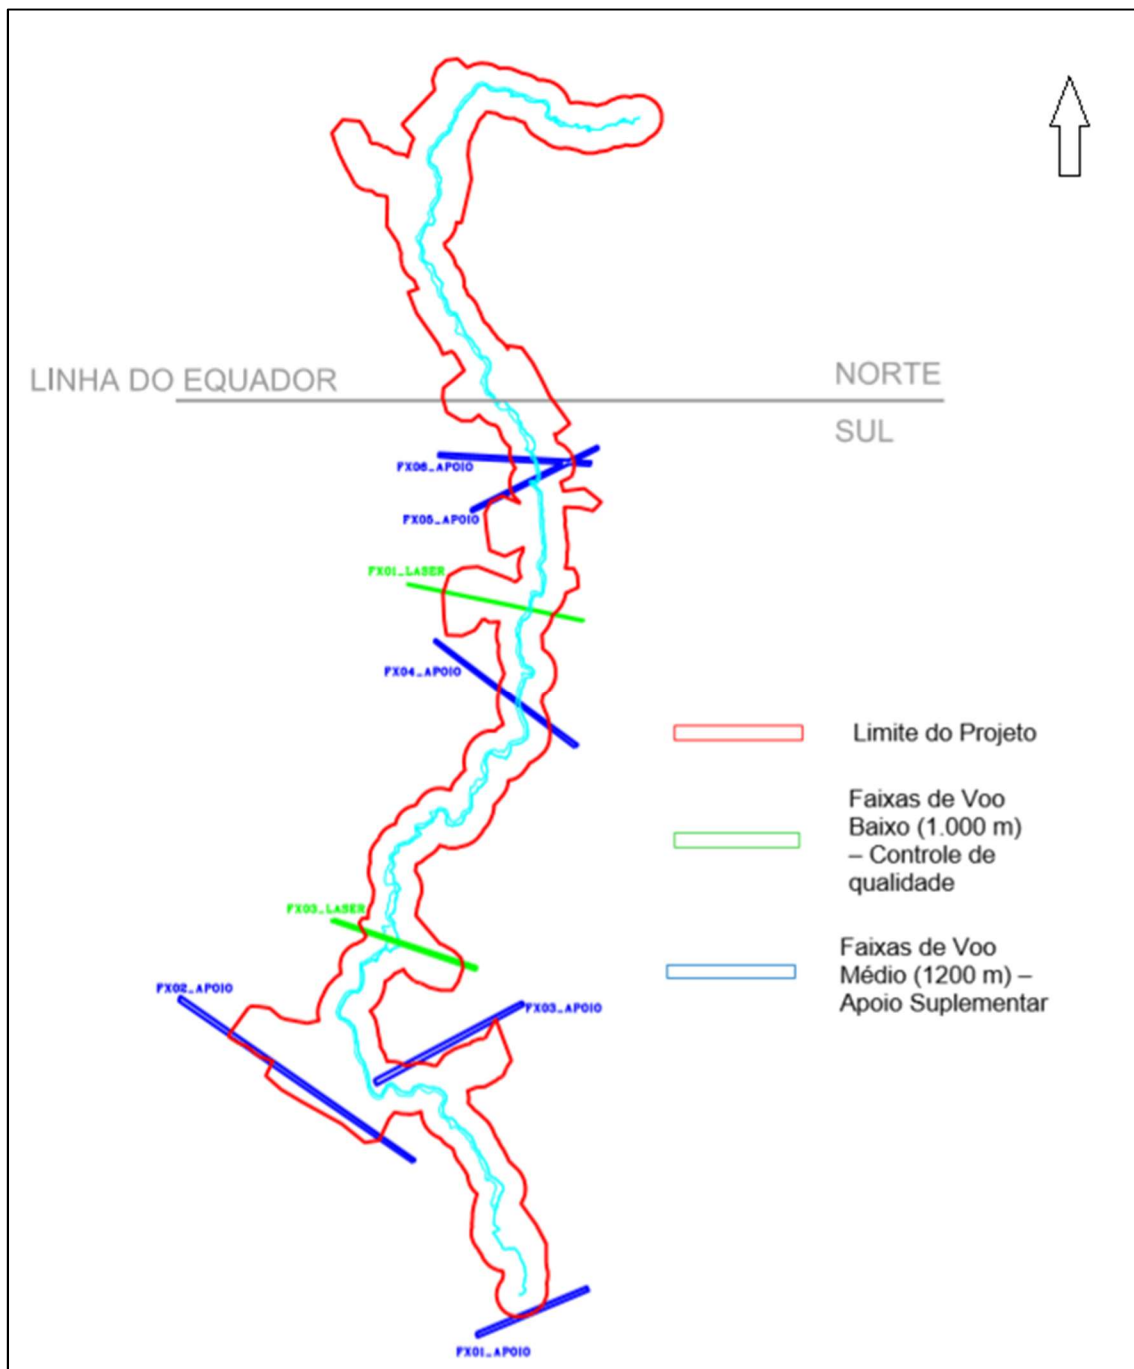 LINHA DO EQUADOR
NORTE
SUL
FX06_APOIO
FX05_APOIO
FX01_LASER
FX04_APOIO
Limite do Projeto
Faixas de Voo
Baixo (1.000 m)
– Controle de
qualidade
FX03_LASER
Faixas de Voo
Médio (1200 m) –
Apoio Suplementar
FX02_APOIO
FX03_APOIO
FX01_APOIO